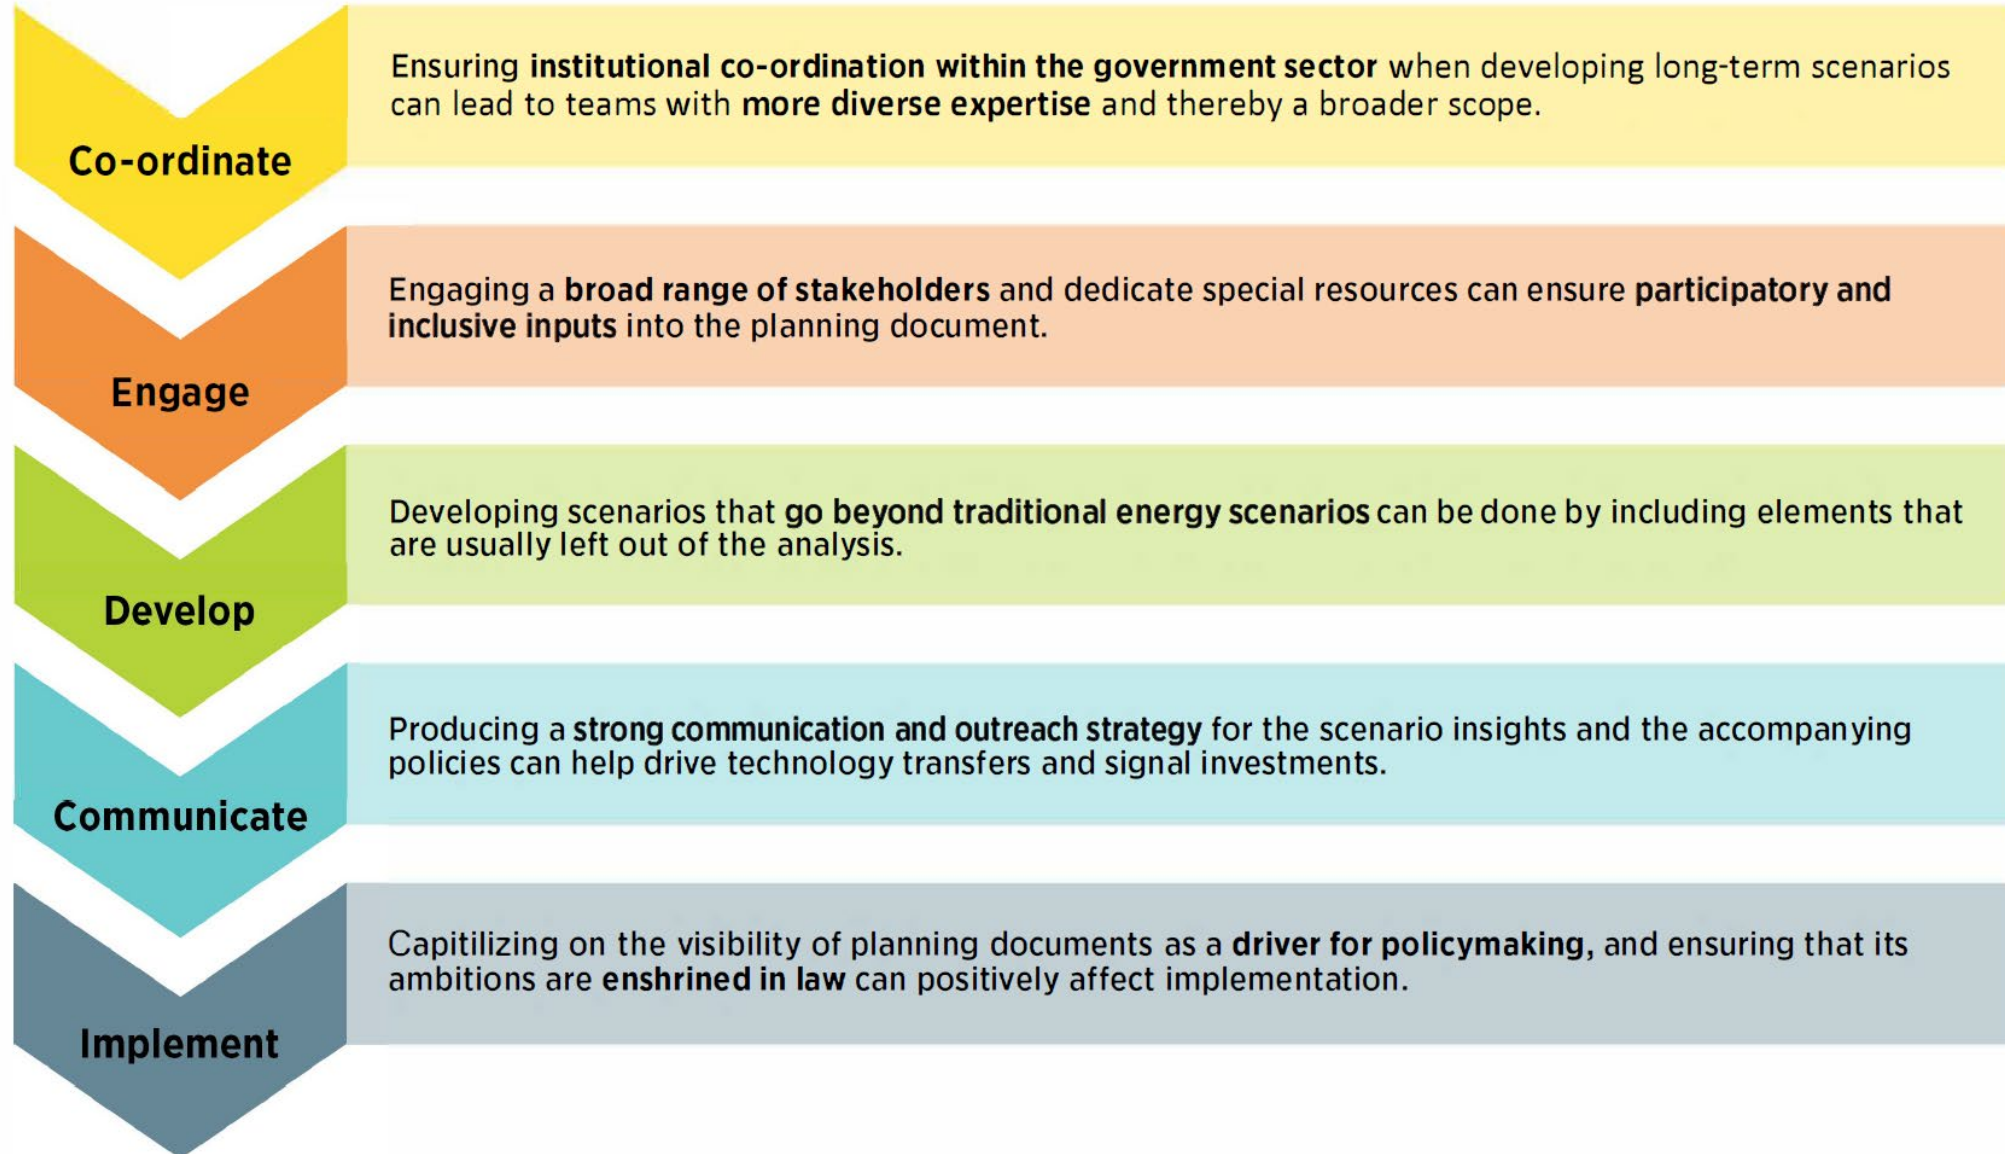 Co-ordinate
Ensuring institutional co-ordination within the government sector when developing long-term scenarios
can lead to teams with more diverse expertise and thereby a broader scope.
Engage
Engaging a broad range of stakeholders and dedicate special resources can ensure participatory and
inclusive inputs into the planning document.
Develop
Developing scenarios that go beyond traditional energy scenarios can be done by including elements that
are usually left out of the analysis.
Communicate
Producing a strong communication and outreach strategy for the scenario insights and the accompanying
policies can help drive technology transfers and signal investments.
Implement
Capitilizing on the visibility of planning documents as a driver for policymaking, and ensuring that its
ambitions are enshrined in law can positively affect implementation.